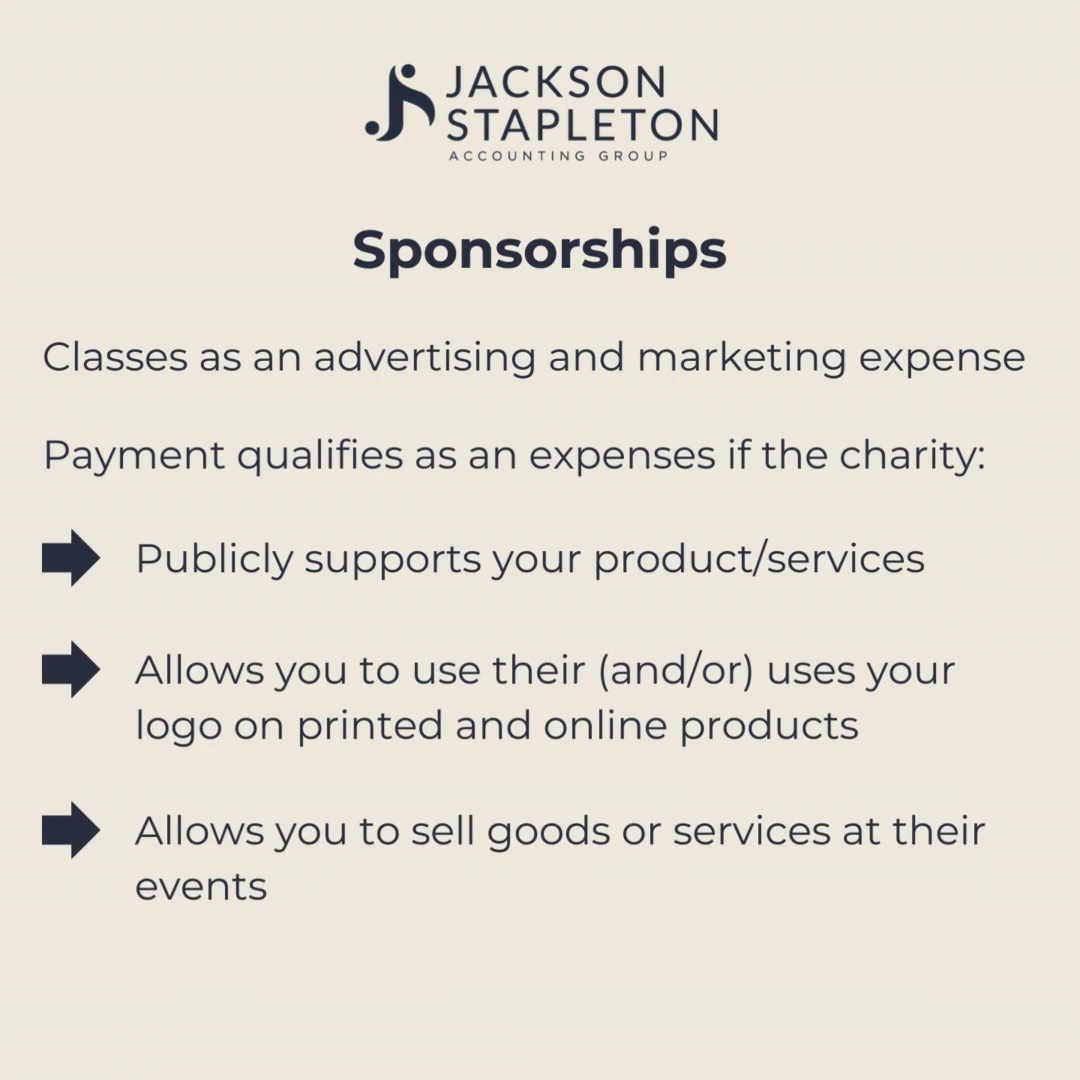 JACKSON
STAPLETON
ACCOUNTING GROUP
Sponsorships
Classes as an advertising and marketing expense
Payment qualifies as an expenses if the charity:
Publicly supports your product/services
Allows you to use their (and/or) uses your
logo on printed and online products
Allows you to sell goods or services at their
events